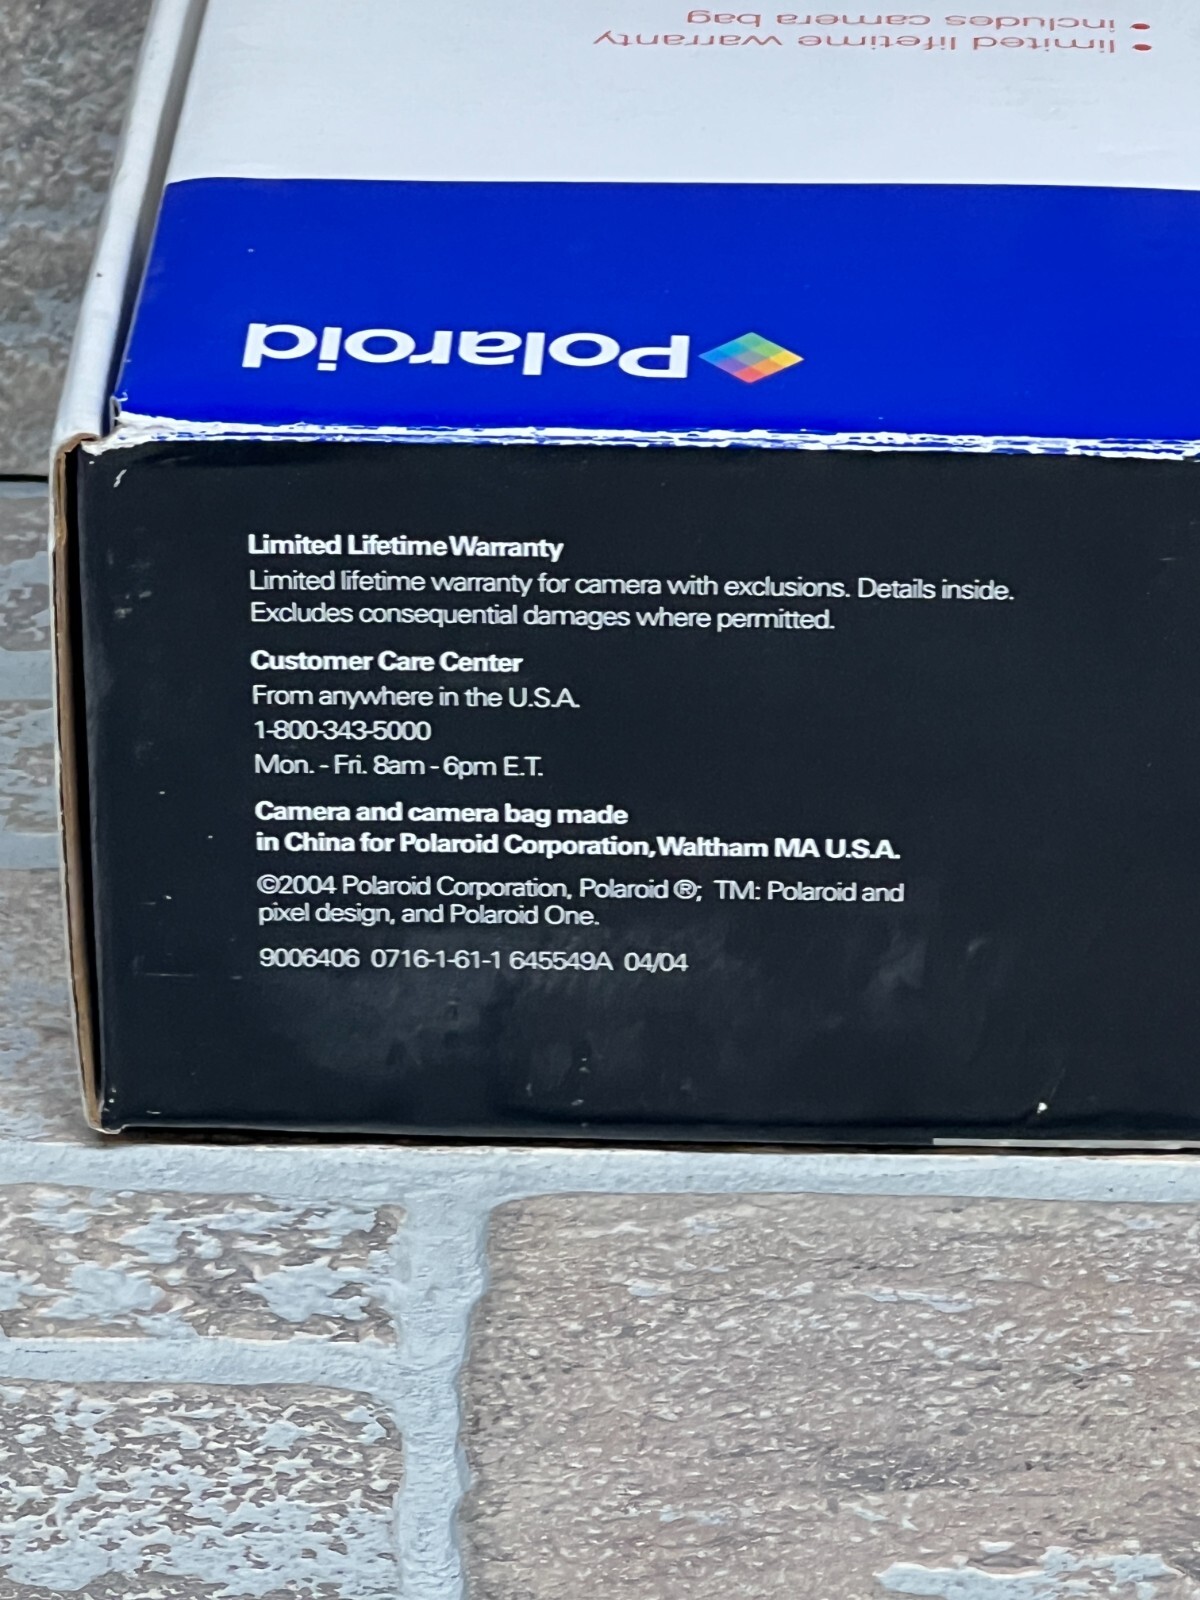 • includes camera bag
• limited lifetime warranty
Polaroid
Limited Lifetime Warranty
Limited lifetime warranty for camera with exclusions. Details inside.
Excludes consequential damages where permitted.
Customer Care Center
From anywhere in the U.S.A.
1-800-343-5000
Mon. - Fri. 8am - 6pm E.T.
Camera and camera bag made
in China for Polaroid Corporation, Waltham MA U.S.A.
©2004 Polaroid Corporation, Polaroid ®; TM: Polaroid and
pixel design, and Polaroid One.
9006406 0716-1-61-1 645549A 04/04